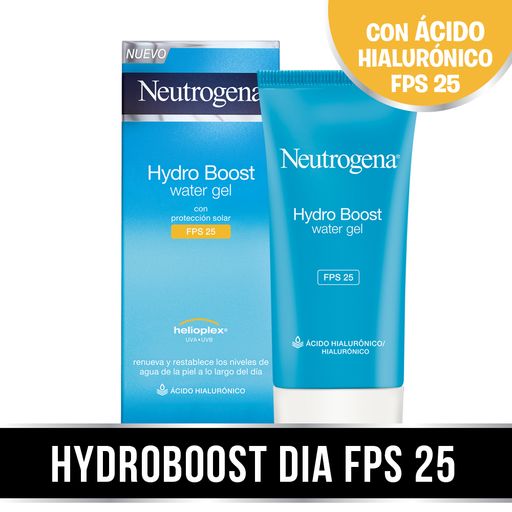 CON ÁCIDO
HIALURÓNICO
FPS 25
NUEVO
Neutrogena
Hydro Boost
water gel
con
protección solar
FPS 25
helioplex®
UVA•UVB
renueva y restablece los niveles de
agua de la piel a lo largo del día
ÁCIDO HIALURÓNICO
Neutrogena®
Hydro Boost
water gel
FPS 25
ÁCIDO HIALURÔNICO/
HIALURÓNICO
HYDROBOOST DIA FPS 25